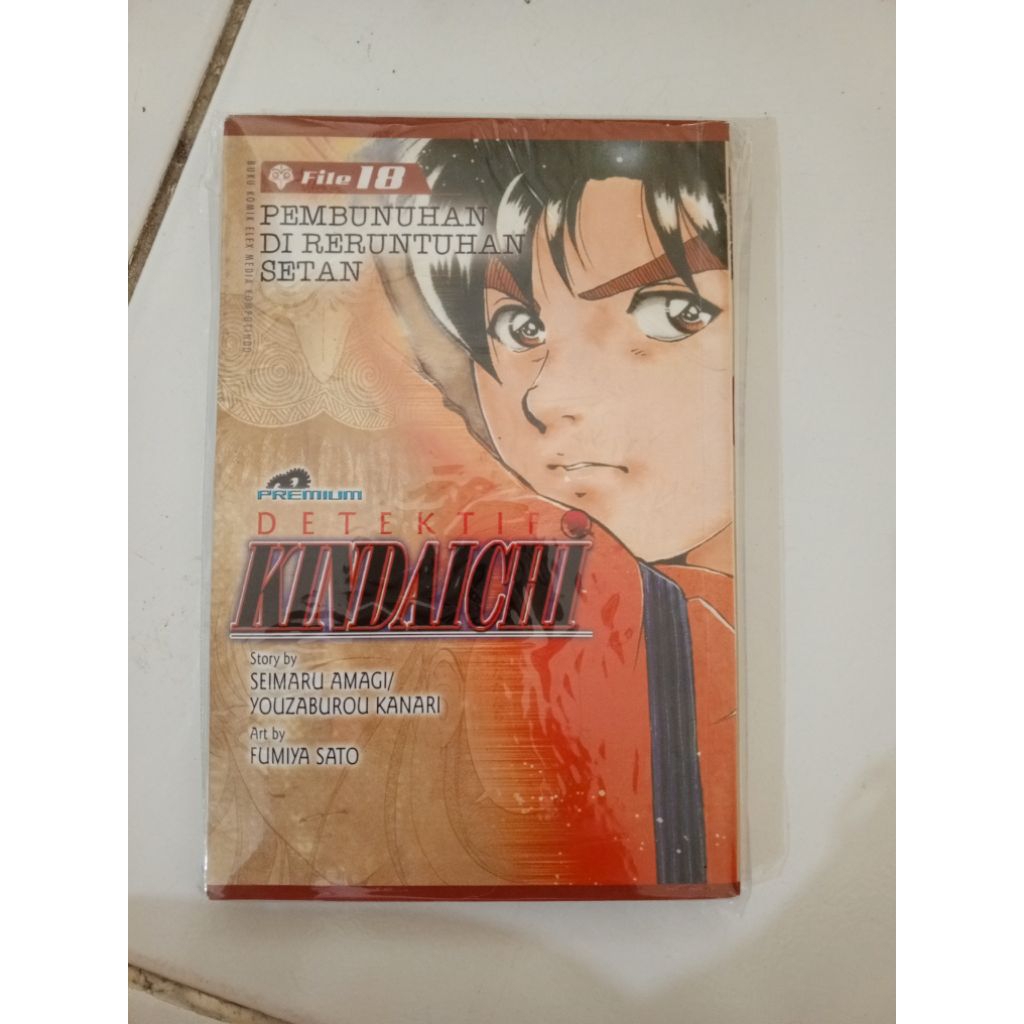 File 18
PEMBUNUHAN
DI RERUNTUHAN
SETAN
BUKU KOMIK ELEX MEDIA KOMPUTINDO
PREMIUM
DETEKTIF
KINDAICHI
Story by
SEIMARU AMAGI/
YOUZABUROU KANARI
Art by
FUMIYA SATO